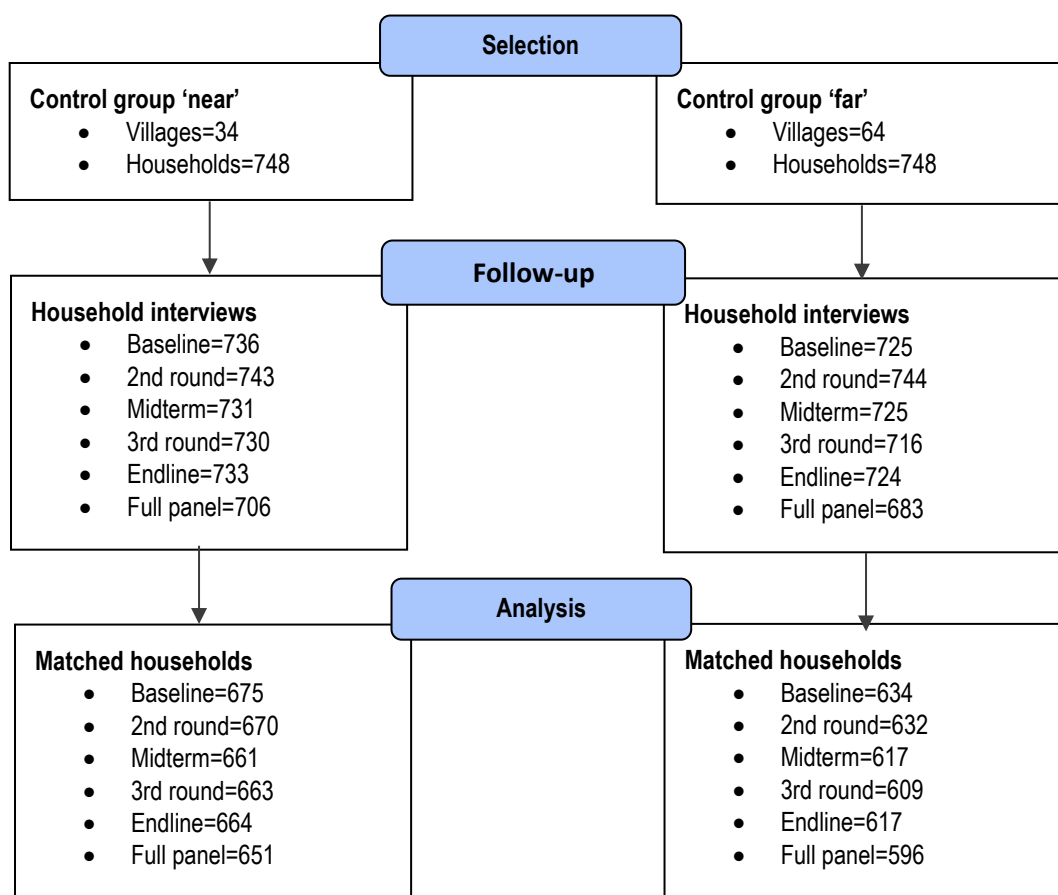 Selection
Control group ‘near’
• Villages=34
• Households=748
Control group ‘far’
• Villages=64
• Households=748
Follow-up
Household interviews
• Baseline=736
• 2nd round=743
• Midterm=731
• 3rd round=730
• Endline=733
• Full panel=706
Household interviews
• Baseline=725
• 2nd round=744
• Midterm=725
• 3rd round=716
• Endline=724
• Full panel=683
Analysis
Matched households
• Baseline=675
• 2nd round=670
• Midterm=661
• 3rd round=663
• Endline=664
• Full panel=651
Matched households
• Baseline=634
• 2nd round=632
• Midterm=617
• 3rd round=609
• Endline=617
• Full panel=596